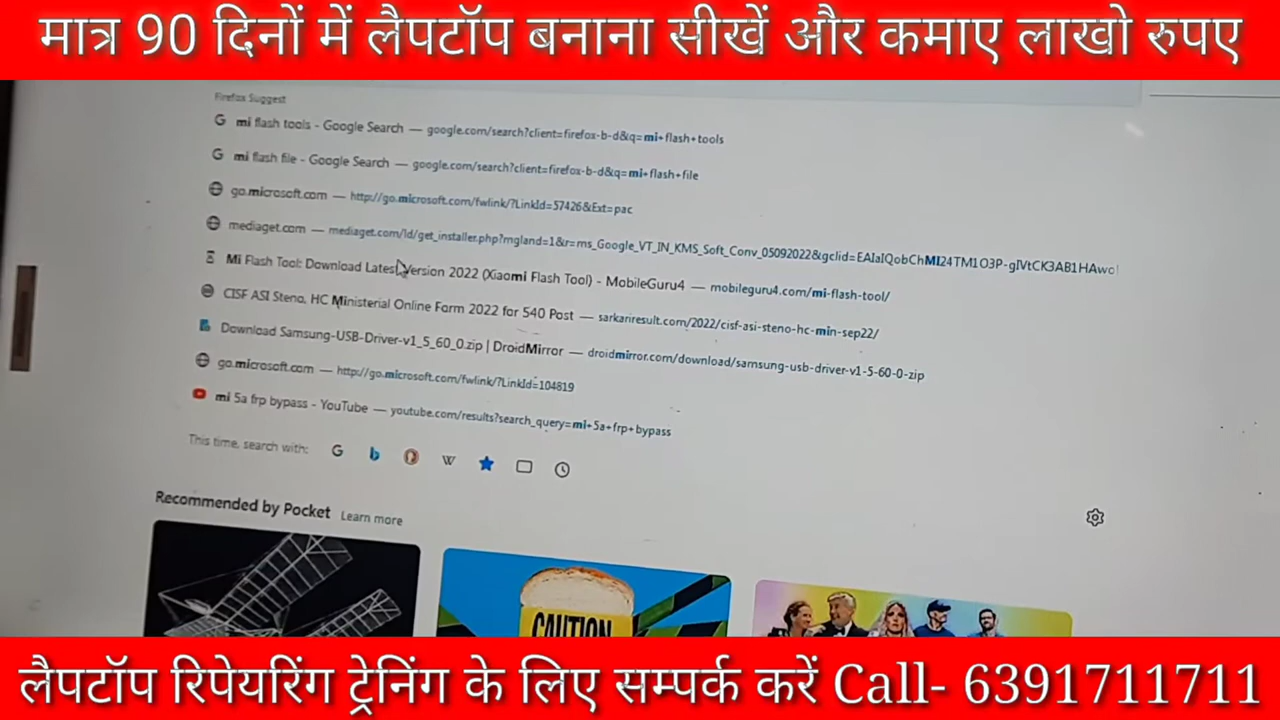 मात्र 90 दिनों में लैपटॉप बनाना सीखें और कमाए लाखो रुपए
Firefox Suggest
mi flash tools - Google Search — google.com/search?client=firefox-b-d&q=mi+flash+tools
mi flash file - Google Search — google.com/search?client=firefox-b-d&q=mi+flash+file
go.microsoft.com — http://go.microsoft.com/fwlink/?LinkId=57426&Ext=pac
mediaget.com — mediaget.com/ld/get_installer.php?mgland=1&r=ms_Google_VT_IN_KMS_Soft_Conv_05092022&gclid=EAIaIQobChMI24TM1O3P-gIVtCK3AB1HAwo
Mi Flash Tool: Download Latest Version 2022 (Xiaomi Flash Tool) - MobileGuru4 — mobileguru4.com/mi-flash-tool/
CISF ASI Steno, HC Ministerial Online Form 2022 for 540 Post — sarkariresult.com/2022/cisf-asi-steno-hc-min-sep22/
Download Samsung-USB-Driver-v1_5_60_0.zip | DroidMirror — droidmirror.com/download/samsung-usb-driver-v1-5-60-0-zip
go.microsoft.com — http://go.microsoft.com/fwlink/?LinkId=104819
mi 5a frp bypass - YouTube — youtube.com/results?search_query=mi+5a+frp+bypass
This time, search with:
Recommended by Pocket Learn more
CAUTION
लैपटॉप रिपेयरिंग ट्रेनिंग के लिए सम्पर्क करें Call- 6391711711